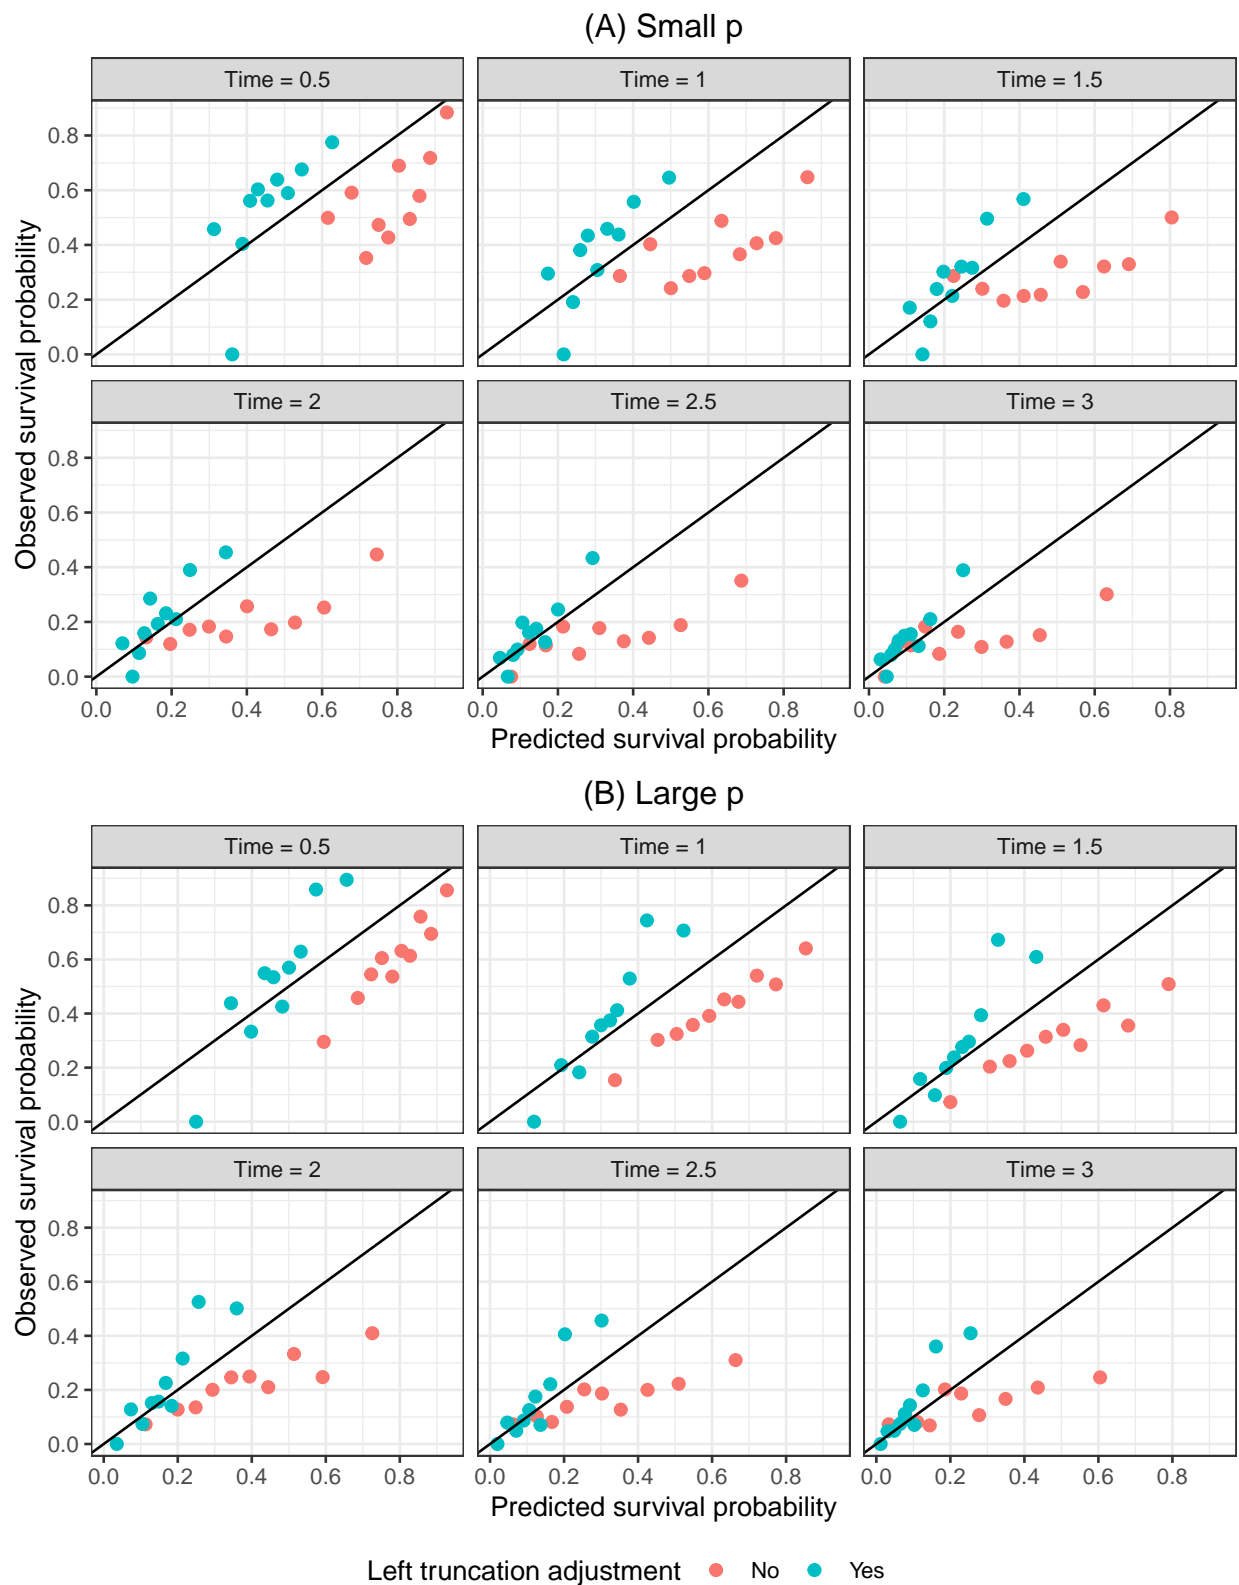 (A) Small p
Time = 0.5 Time = 1 Time = 1.5
0.8
0.6
0.4
0.2
0.0
Time = 2 Time = 2.5 Time = 3
0.8
0.6
0.4
0.2
0.0
0.0 0.2 0.4 0.6 0.8 0.0 0.2 0.4 0.6 0.8 0.0 0.2 0.4 0.6 0.8
Observed survival probability
Predicted survival probability
(B) Large p
Time = 0.5 Time = 1 Time = 1.5
0.8
0.6
0.4
0.2
0.0
Time = 2 Time = 2.5 Time = 3
0.8
0.6
0.4
0.2
0.0
0.0 0.2 0.4 0.6 0.8 0.0 0.2 0.4 0.6 0.8 0.0 0.2 0.4 0.6 0.8
Observed survival probability
Predicted survival probability
Left truncation adjustment No Yes